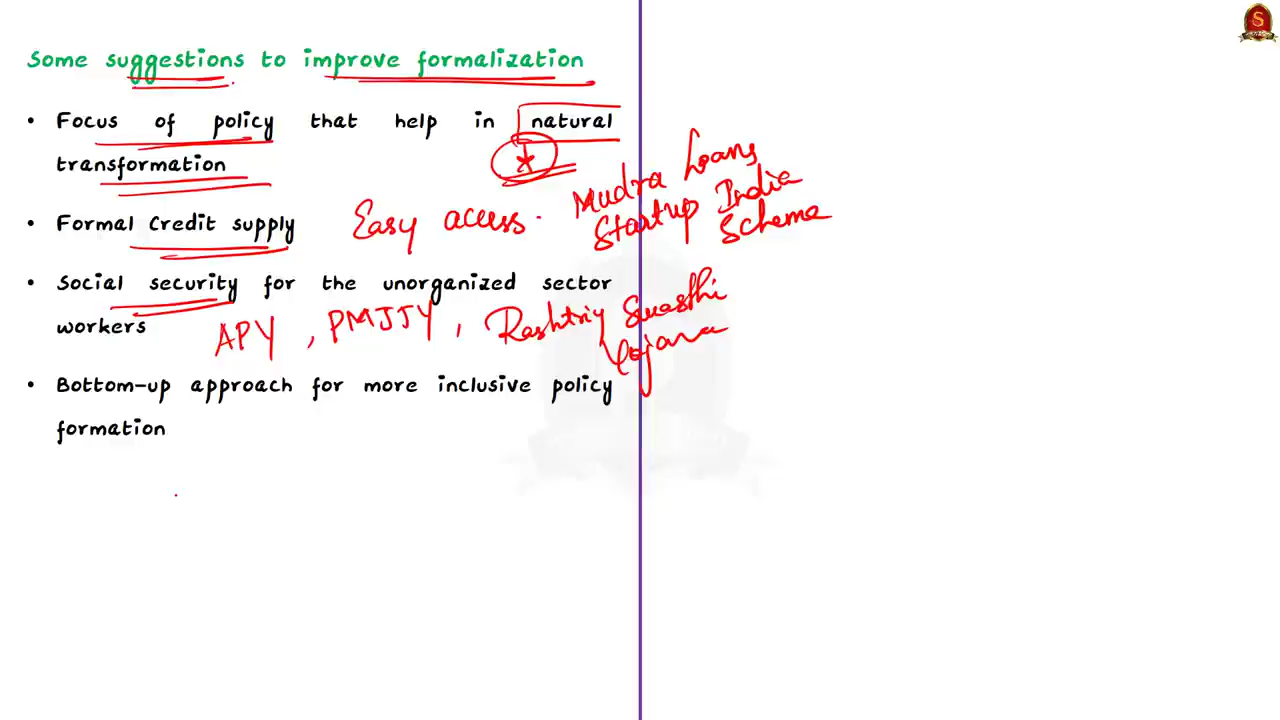 Some suggestions to improve formalization
• Focus of policy that help in natural
transformation *
• Formal Credit supply Easy access. Mudra Loans
Startup India
Scheme
• Social security for the unorganized sector
workers APY, PMJJY, Rashtriy Swasthi
Yojana
• Bottom-up approach for more inclusive policy
formation